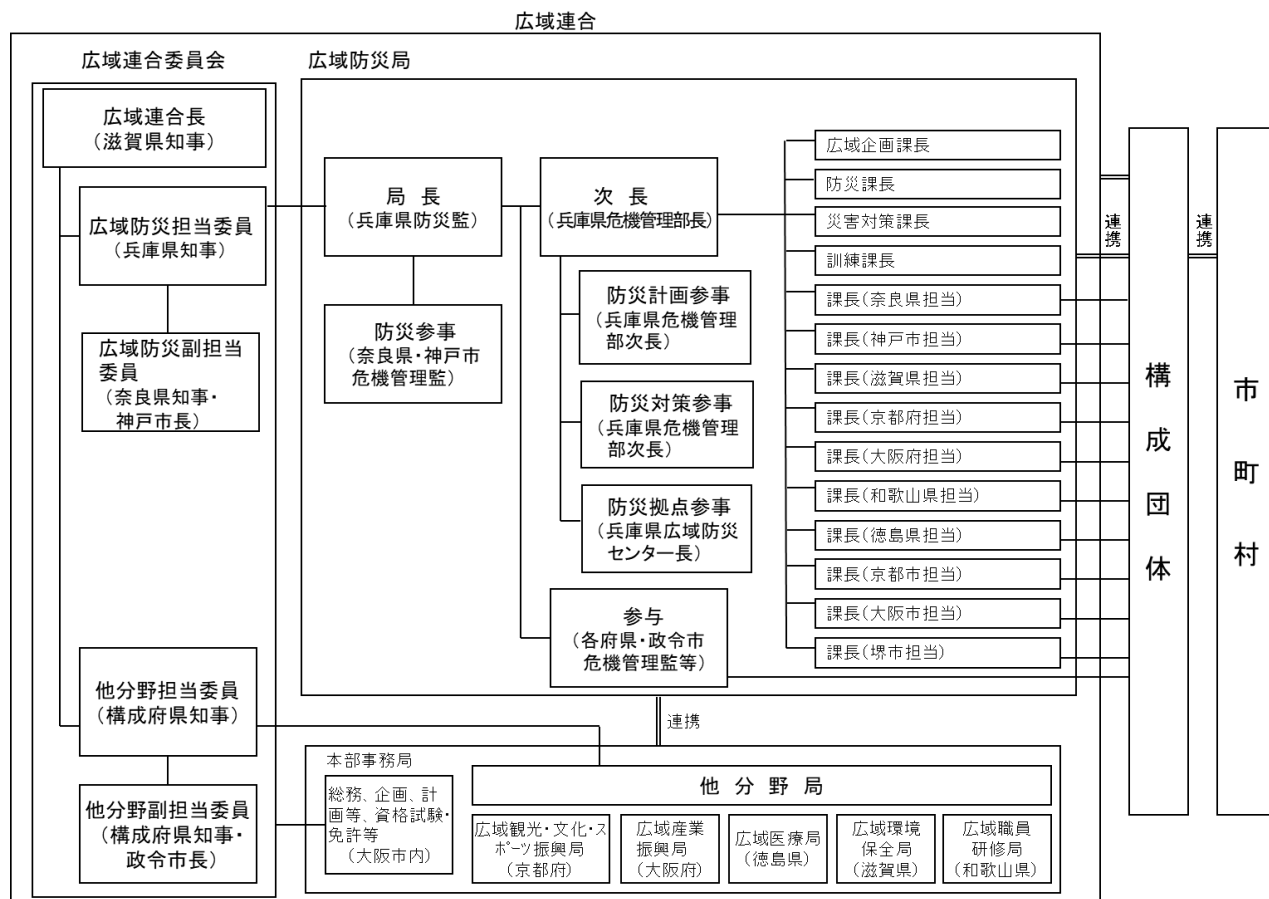 広域連合
広域連合委員会
広域連合長
(滋賀県知事)
広域防災担当委員
(兵庫県知事)
広域防災副担当
委員
(奈良県知事・
神戸市長)
他分野担当委員
(構成府県知事)
他分野副担当委員
(構成府県知事・
政令市長)
広域防災局
局長
(兵庫県防災監)
防災参事
(奈良県・神戸市
危機管理監)
次長
(兵庫県危機管理部長)
防災計画参事
(兵庫県危機管理
部次長)
防災対策参事
(兵庫県危機管理
部次長)
防災拠点参事
(兵庫県広域防災
センター長)
参与
(各府県・政令市
危機管理監等)
広域企画課長
防災課長
災害対策課長
訓練課長
課長(奈良県担当)
課長(神戸市担当)
課長(滋賀県担当)
課長(京都府担当)
課長(大阪府担当)
課長(和歌山県担当)
課長(徳島県担当)
課長(京都市担当)
課長(大阪市担当)
課長(堺市担当)
連携
本部事務局
総務、企画、計
画等、資格試験・
免許等
(大阪市内)
他分野局
広域観光・文化・ス
ポーツ振興局
(京都府)
広域産業
振興局
(大阪府)
広域医療局
(徳島県)
広域環境
保全局
(滋賀県)
広域職員
研修局
(和歌山県)
連携
構成団体
連携
市町村